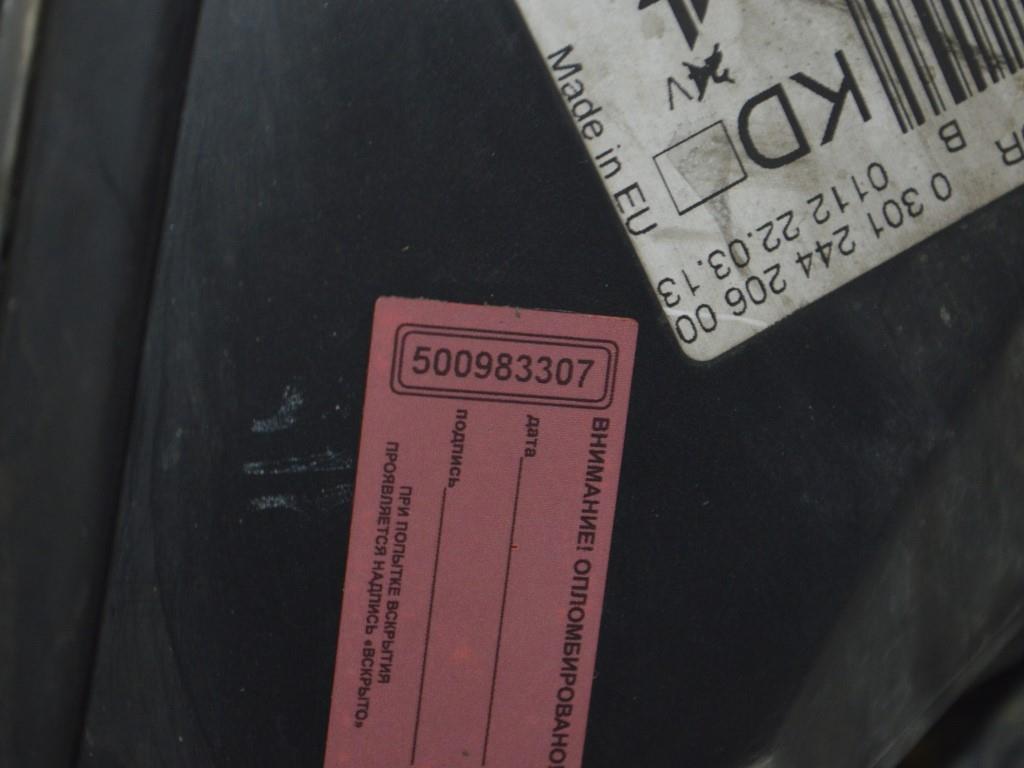 500983307
ВНИМАНИЕ! ОПЛОМБИРОВАНО!
дата
подпись
ПРИ ПОПЫТКЕ ВСКРЫТИЯ
ПРОЯВЛЯЕТСЯ НАДПИСЬ «ВСКРЫТО»
Made in EU
KD
B
0 301 244 206 00
0112 22.03.13